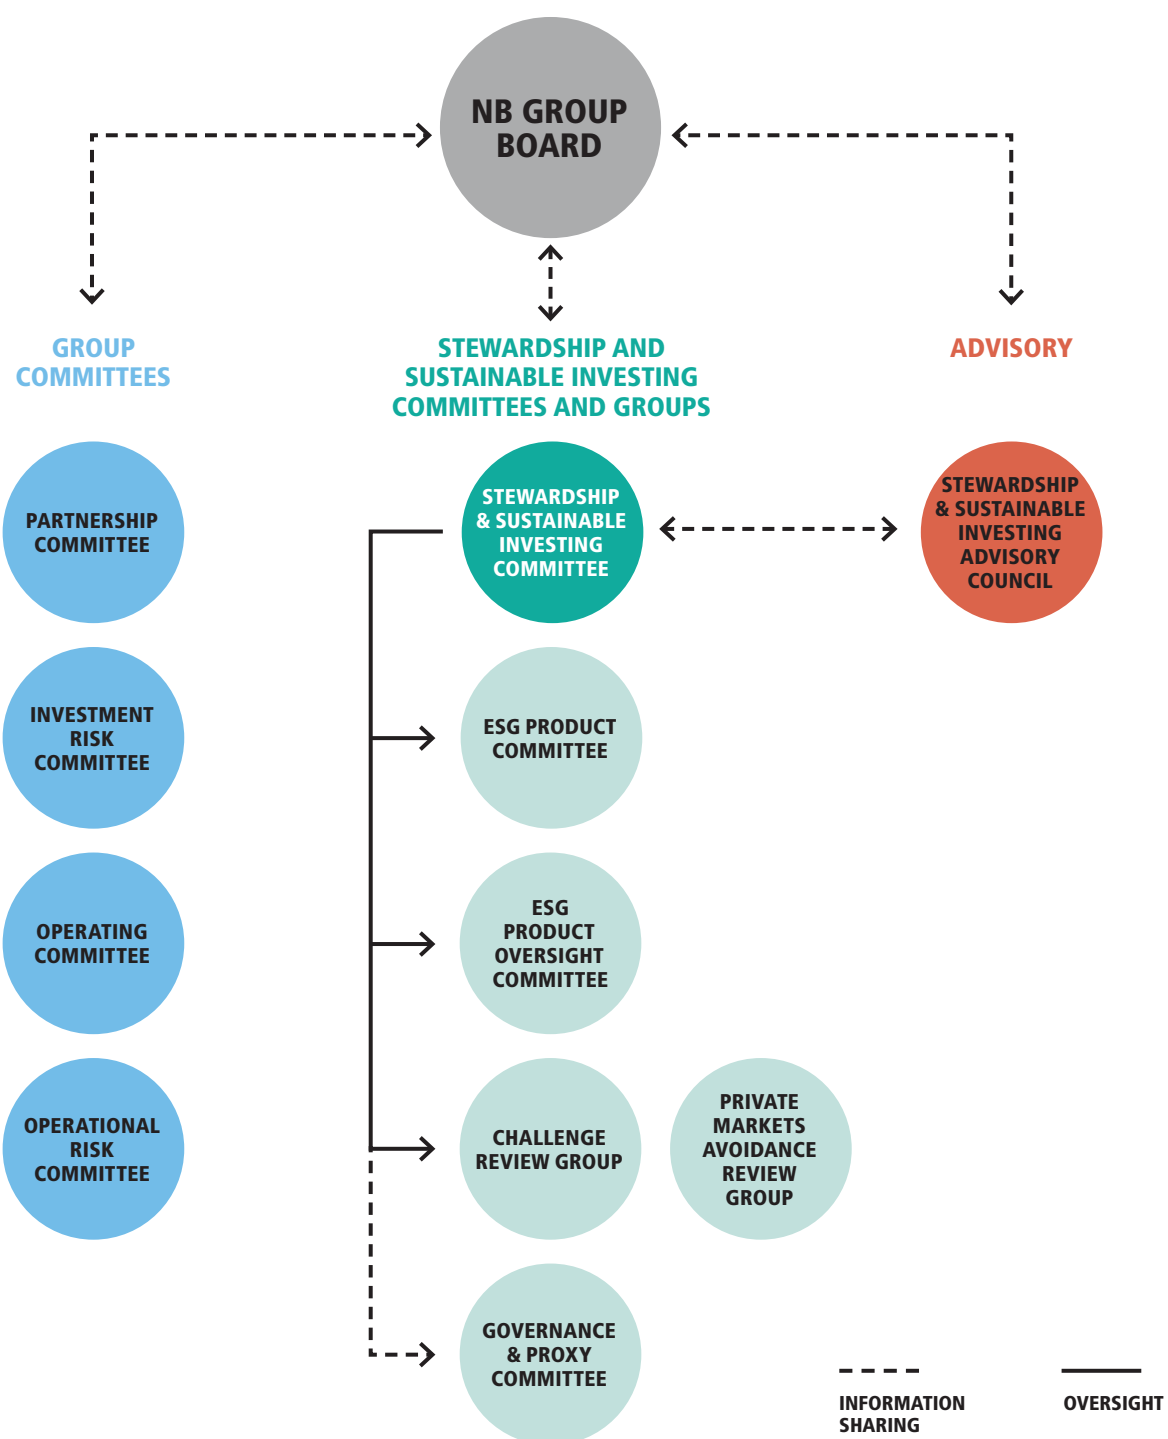 NB GROUP
BOARD
GROUP
COMMITTEES
STEWARDSHIP AND
SUSTAINABLE INVESTING
COMMITTEES AND GROUPS
ADVISORY
PARTNERSHIP
COMMITTEE
STEWARDSHIP
& SUSTAINABLE
INVESTING
COMMITTEE
STEWARDSHIP
& SUSTAINABLE
INVESTING
ADVISORY
COUNCIL
INVESTMENT
RISK
COMMITTEE
ESG PRODUCT
COMMITTEE
OPERATING
COMMITTEE
ESG
PRODUCT
OVERSIGHT
COMMITTEE
OPERATIONAL
RISK
COMMITTEE
CHALLENGE
REVIEW GROUP
PRIVATE
MARKETS
AVOIDANCE
REVIEW
GROUP
GOVERNANCE
& PROXY
COMMITTEE
INFORMATION
SHARING
OVERSIGHT